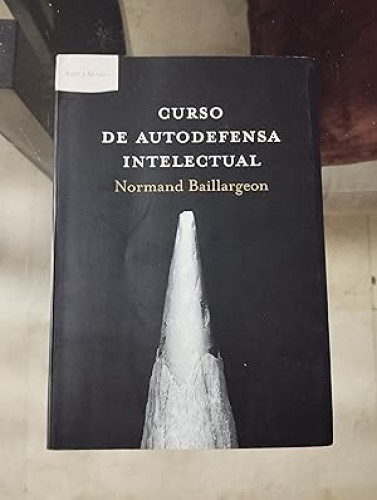 CURSO
DE AUTODEFENSA
INTELECTUAL
Normand Baillargeon